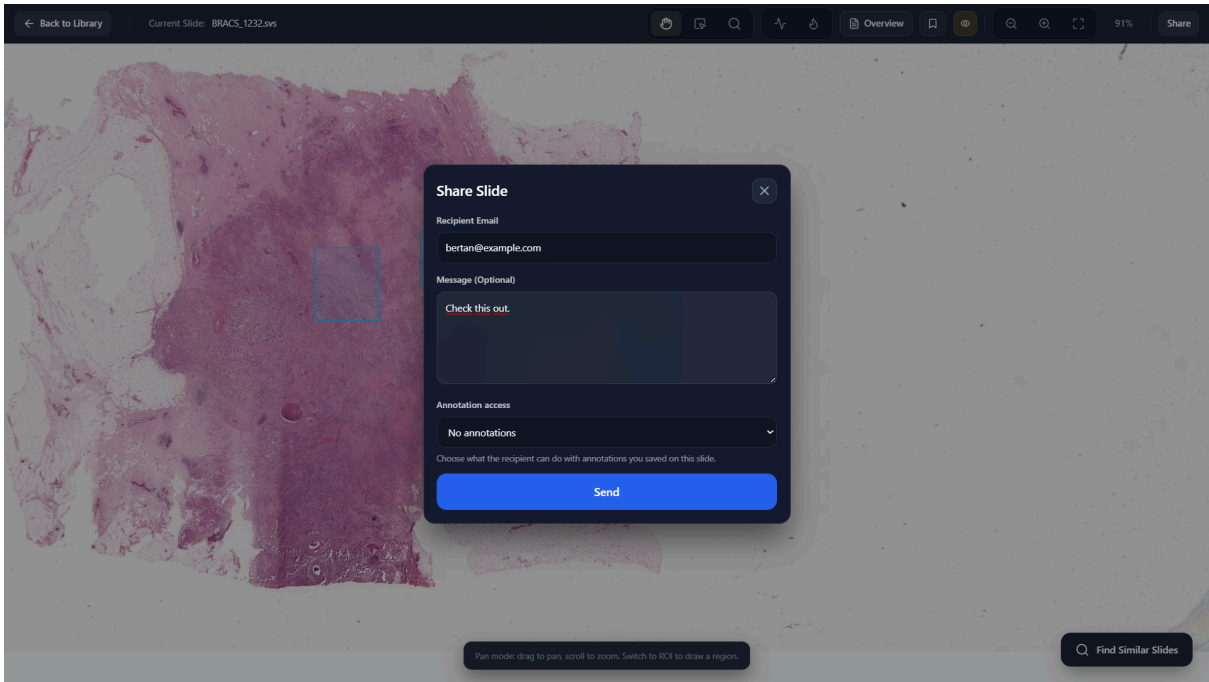 Back to Library
Current Slide: BRACS_1232.svs
Overview
91%
Share
Share Slide
Recipient Email
bertan@example.com
Message (Optional)
Check this out.
Annotation access
No annotations
Choose what the recipient can do with annotations you saved on this slide.
Send
Pan mode: drag to pan, scroll to zoom. Switch to ROI to draw a region.
Find Similar Slides